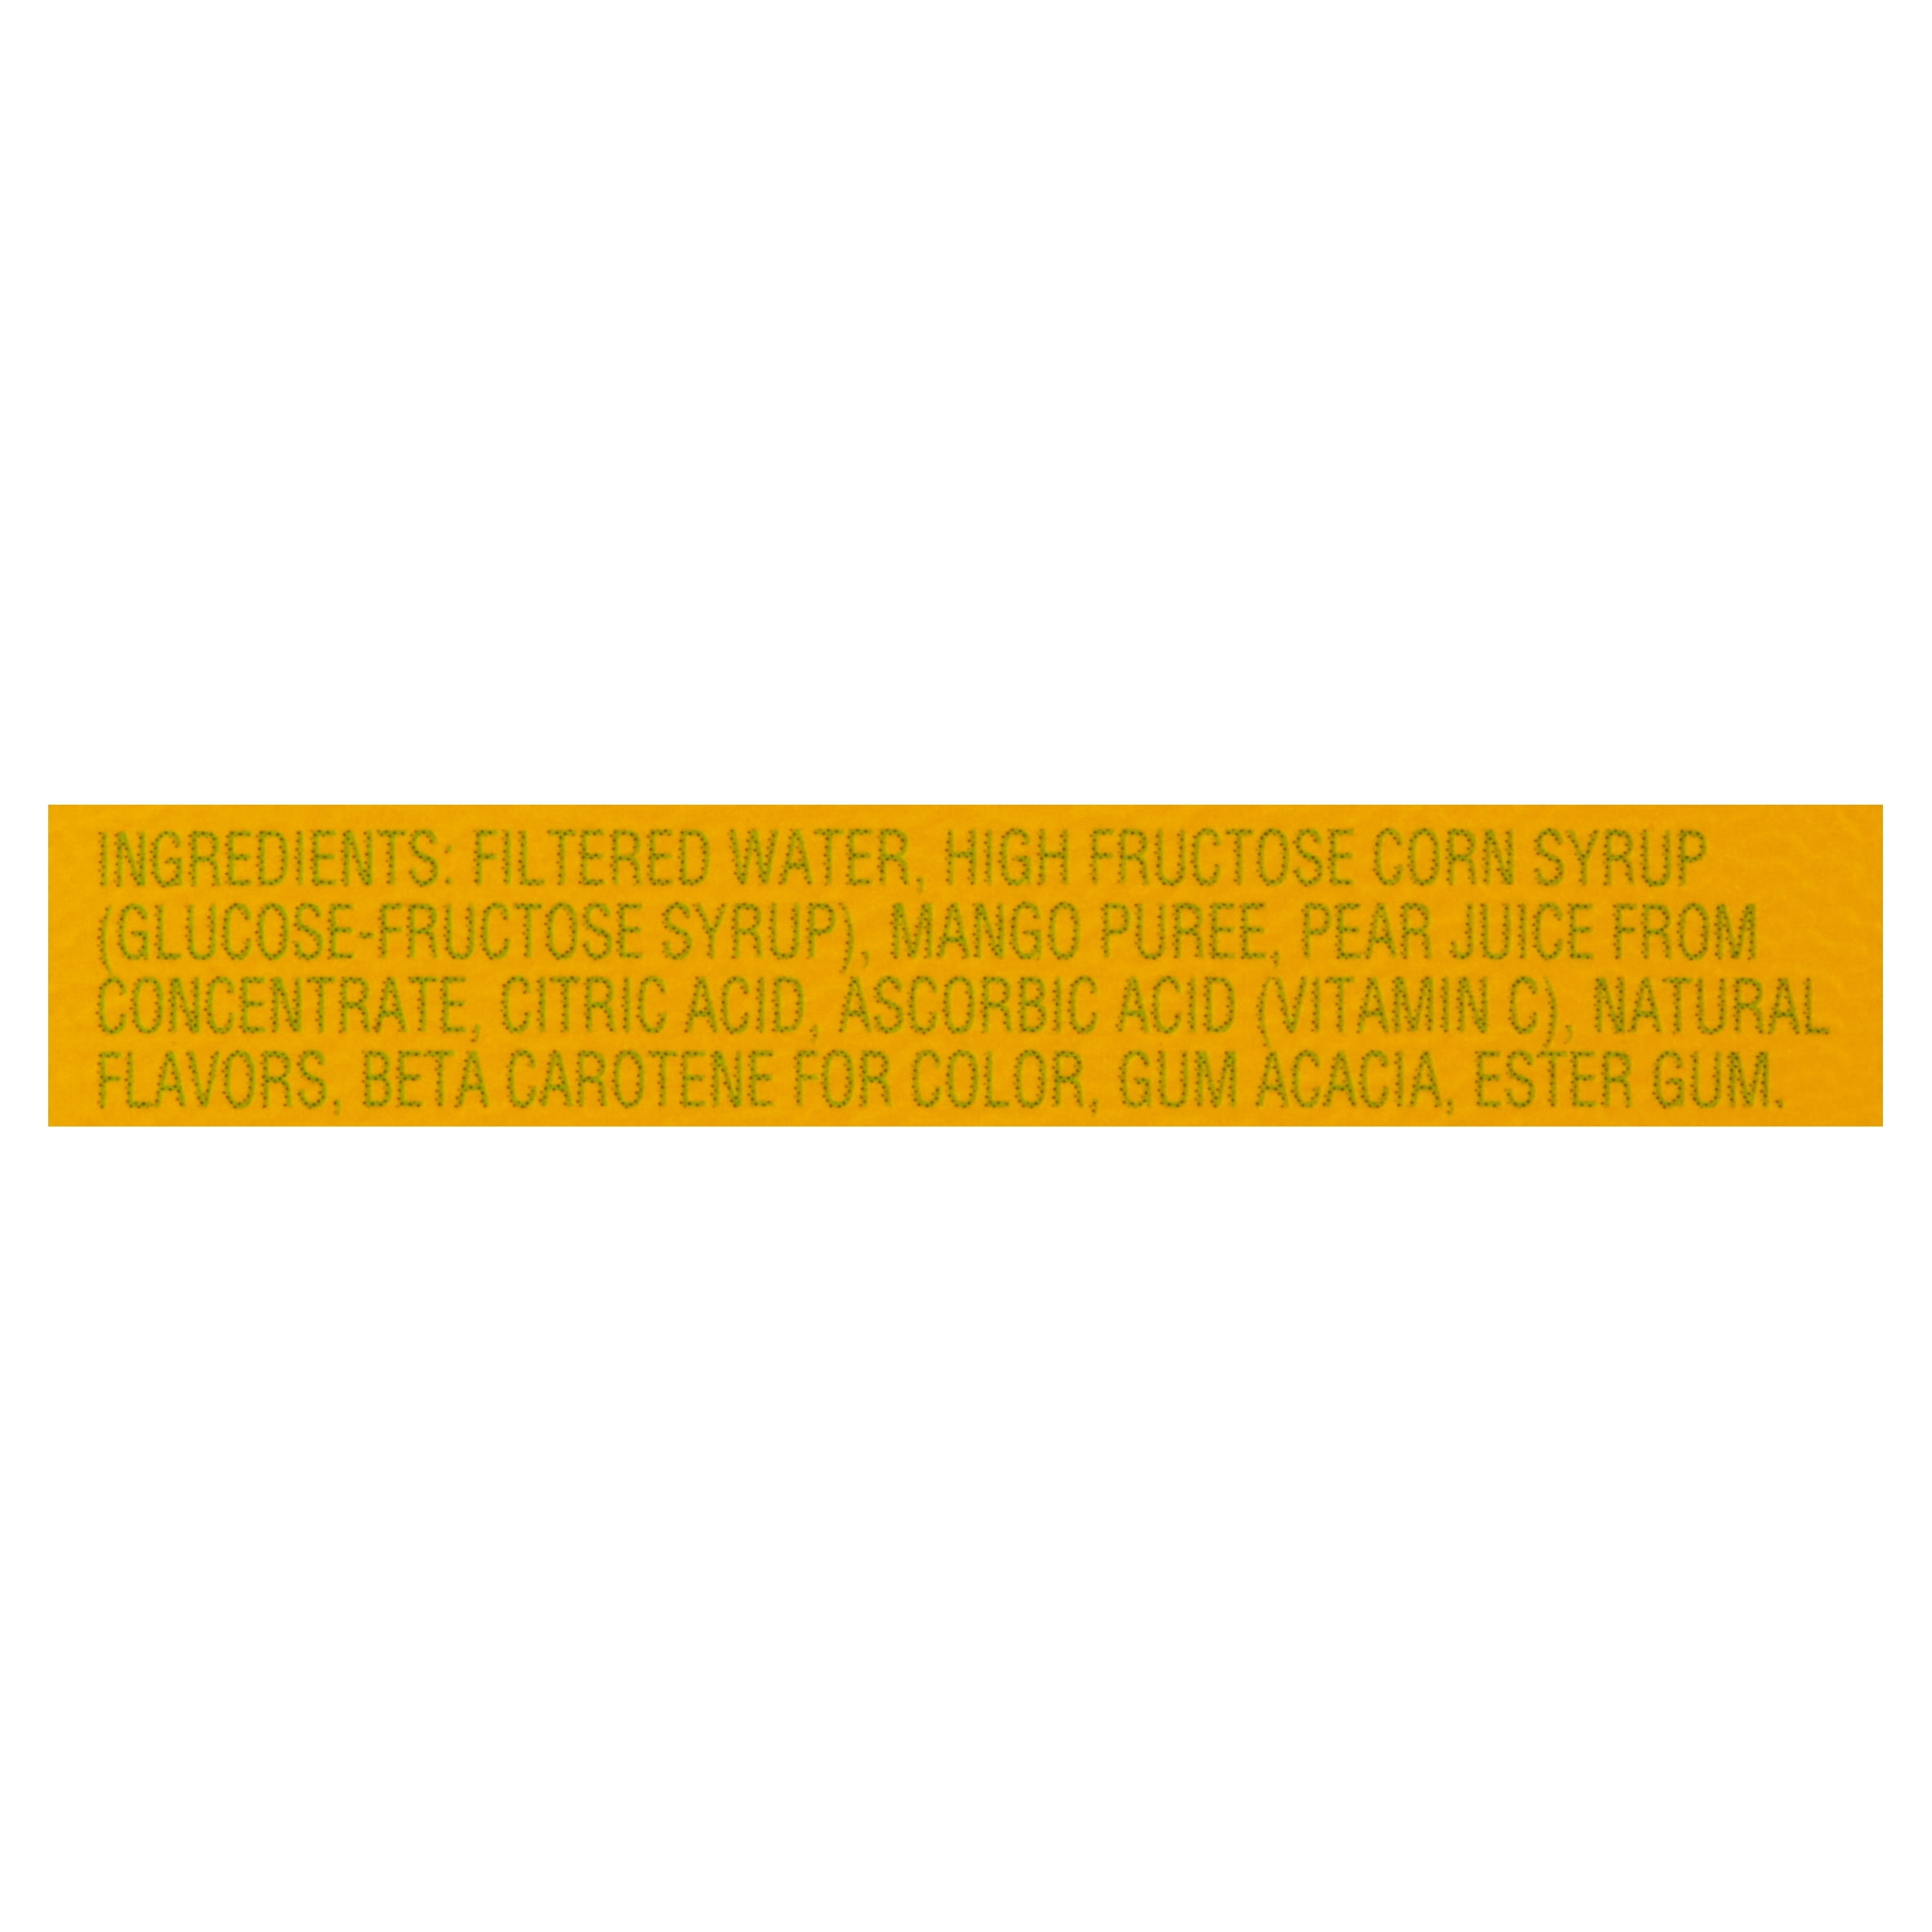 INGREDIENTS: FILTERED WATER, HIGH FRUCTOSE CORN SYRUP
(GLUCOSE-FRUCTOSE SYRUP), MANGO PUREE, PEAR JUICE FROM
CONCENTRATE, CITRIC ACID, ASCORBIC ACID (VITAMIN C), NATURAL
FLAVORS, BETA CAROTENE FOR COLOR, GUM ACACIA, ESTER GUM.